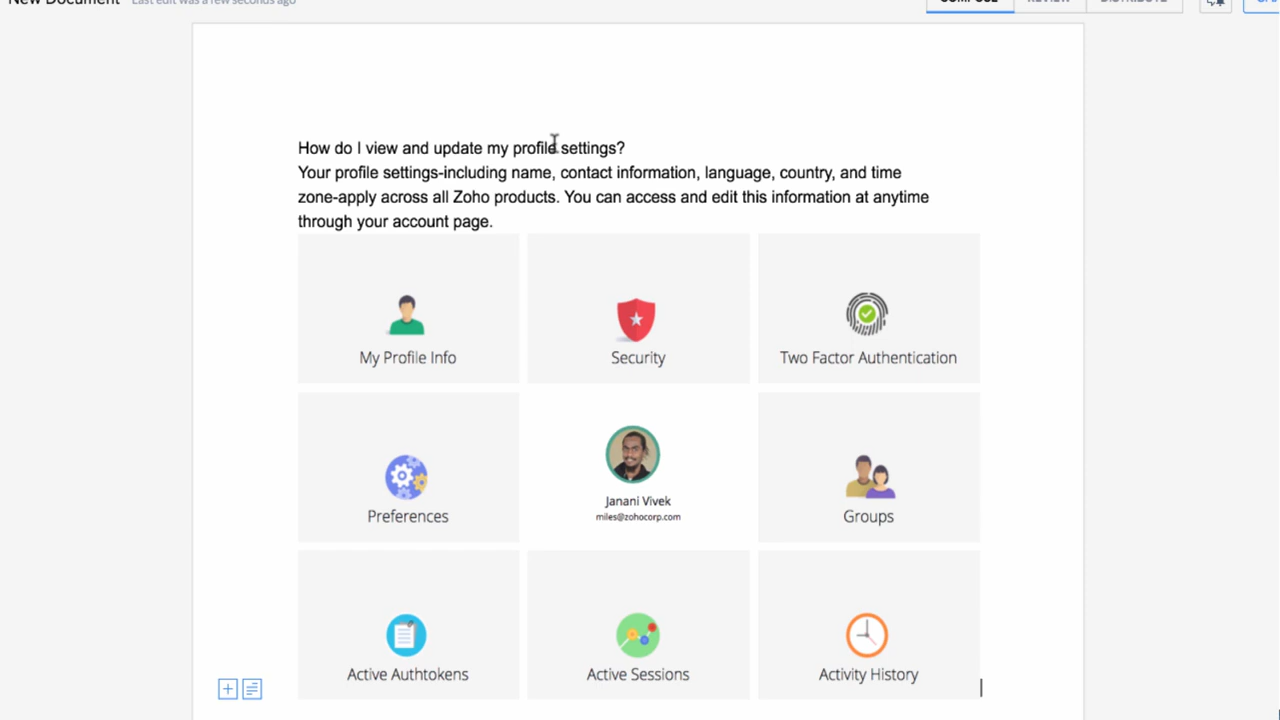 New Document Last edit was a few seconds ago
COMPOSE REVIEW DISTRIBUTE
How do I view and update my profile settings?
Your profile settings-including name, contact information, language, country, and time
zone-apply across all Zoho products. You can access and edit this information at anytime
through your account page.
My Profile Info Security Two Factor Authentication
Janani Vivek
miles@zohocorp.com
Preferences Groups
Active Authtokens Active Sessions Activity History